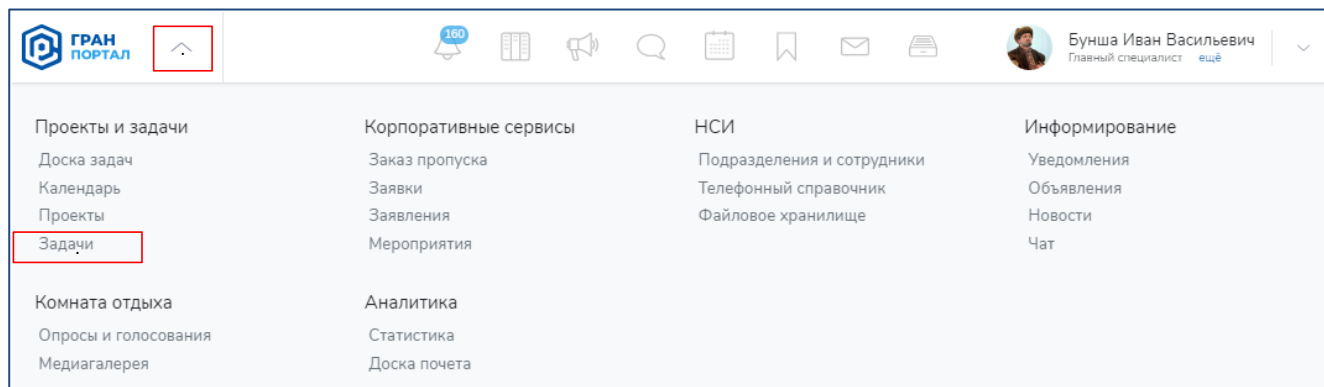 ГРАН
ПОРТАЛ
160
Бунша Иван Васильевич
Главный специалист ещё
Проекты и задачи
Доска задач
Календарь
Проекты
Задачи
Корпоративные сервисы
Заказ пропуска
Заявки
Заявления
Мероприятия
НСИ
Подразделения и сотрудники
Телефонный справочник
Файловое хранилище
Информирование
Уведомления
Объявления
Новости
Чат
Комната отдыха
Опросы и голосования
Медиагалерея
Аналитика
Статистика
Доска почета